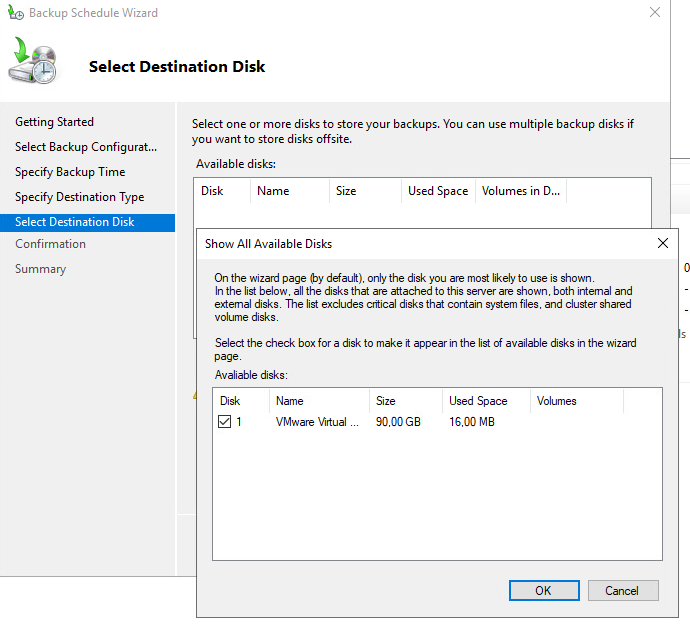 Backup Schedule Wizard
Select Destination Disk
Getting Started
Select Backup Configurat...
Specify Backup Time
Specify Destination Type
Select Destination Disk
Confirmation
Summary
Select one or more disks to store your backups. You can use multiple backup disks if
you want to store disks offsite.
Available disks:
Disk Name Size Used Space Volumes in D...
Show All Available Disks
On the wizard page (by default), only the disk you are most likely to use is shown.
In the list below, all the disks that are attached to this server are shown, both internal and
external disks. The list excludes critical disks that contain system files, and cluster shared
volume disks.
Select the check box for a disk to make it appear in the list of available disks in the wizard
page.
Avaliable disks:
Disk Name Size Used Space Volumes
1 VMware Virtual ... 90,00 GB 16,00 MB
OK Cancel